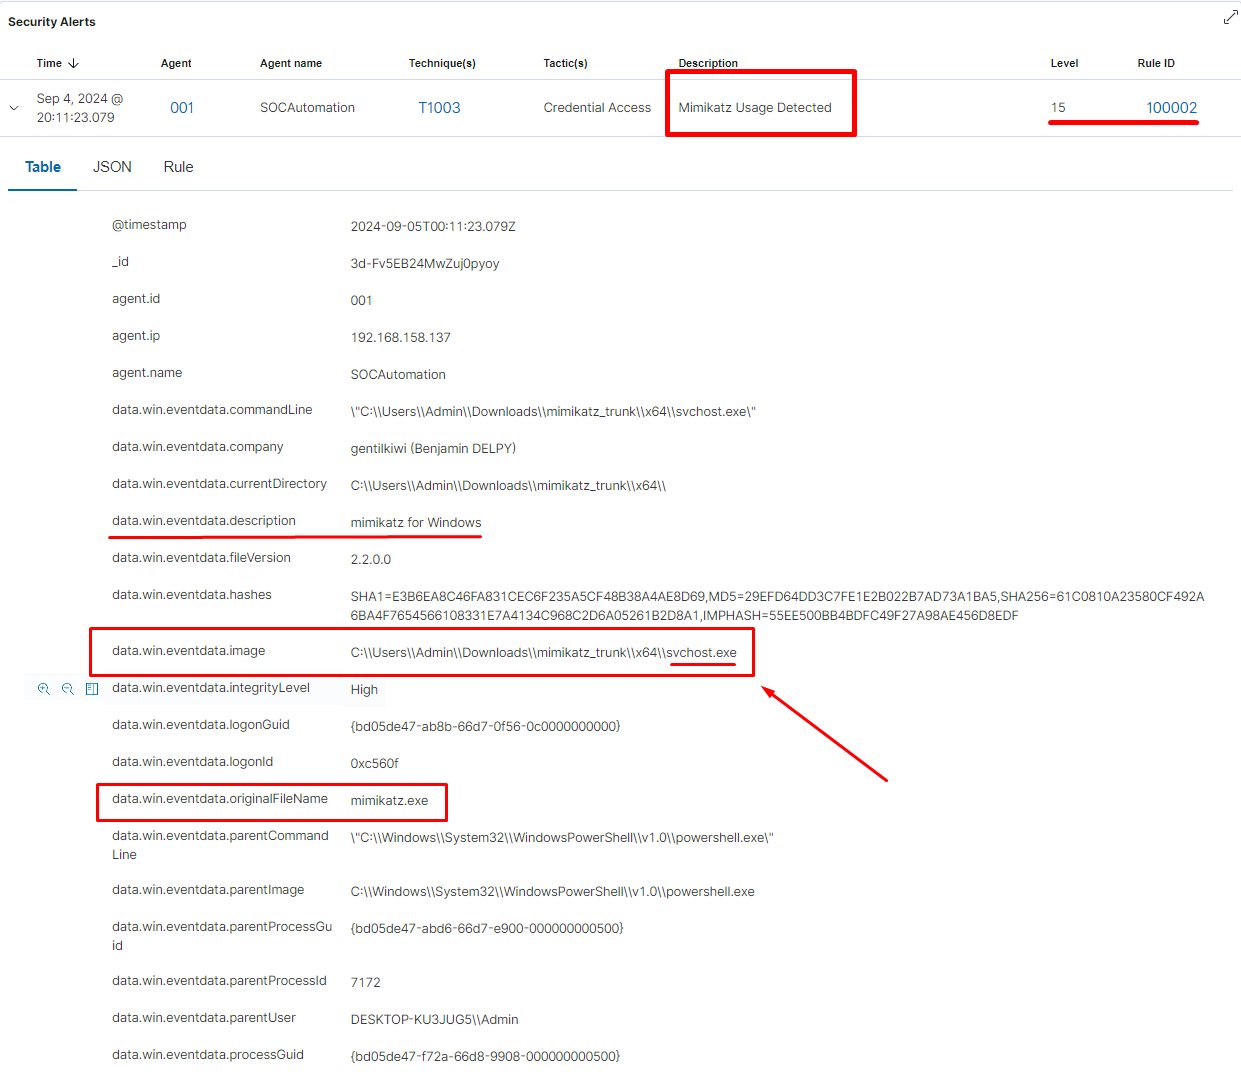 Security Alerts
Time Agent Agent name Technique(s) Tactic(s) Description Level Rule ID
Sep 4, 2024 @
20:11:23.079 001 SOCAutomation T1003 Credential Access Mimikatz Usage Detected 15 100002
Table JSON Rule
@timestamp 2024-09-05T00:11:23.079Z
_id 3d-Fv5EB24MwZuj0pyoy
agent.id 001
agent.ip 192.168.158.137
agent.name SOCAutomation
data.win.eventdata.commandLine \"C:\\Users\\Admin\\Downloads\\mimikatz_trunk\\x64\\svchost.exe\"
data.win.eventdata.company gentilkiwi (Benjamin DELPY)
data.win.eventdata.currentDirectory C:\\Users\\Admin\\Downloads\\mimikatz_trunk\\x64\\
data.win.eventdata.description mimikatz for Windows
data.win.eventdata.fileVersion 2.2.0.0
data.win.eventdata.hashes SHA1=E3B6EA8C46FA831CEC6F235A5CF48B38A4AE8D69,MD5=29EFD64DD3C7FE1E2B022B7AD73A1BA5,SHA256=61C0810A23580CF492A
6BA4F7654566108331E7A4134C968C2D6A05261B2D8A1,IMPHASH=55EE500BB4BDFC49F27A98AE456D8EDF
data.win.eventdata.image C:\\Users\\Admin\\Downloads\\mimikatz_trunk\\x64\\svchost.exe
data.win.eventdata.integrityLevel High
data.win.eventdata.logonGuid {bd05de47-ab8b-66d7-0f56-0c0000000000}
data.win.eventdata.logonId 0xc560f
data.win.eventdata.originalFileName mimikatz.exe
data.win.eventdata.parentCommand
Line \"C:\\Windows\\System32\\WindowsPowerShell\\v1.0\\powershell.exe\"
data.win.eventdata.parentImage C:\\Windows\\System32\\WindowsPowerShell\\v1.0\\powershell.exe
data.win.eventdata.parentProcessGu
id {bd05de47-abd6-66d7-e900-000000000500}
data.win.eventdata.parentProcessId 7172
data.win.eventdata.parentUser DESKTOP-KU3JUG5\\Admin
data.win.eventdata.processGuid {bd05de47-f72a-66d8-9908-000000000500}